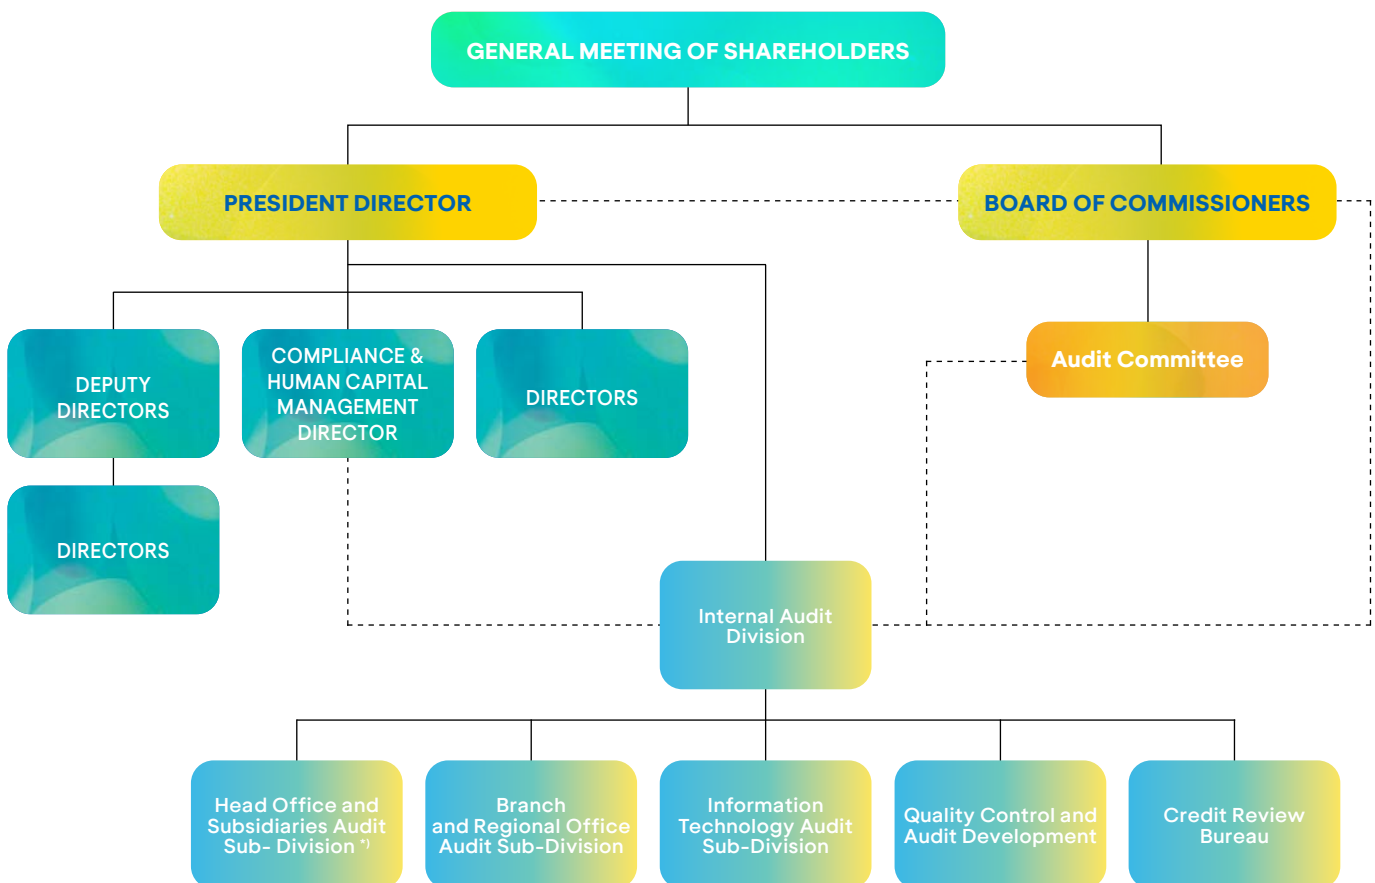 GENERAL MEETING OF SHAREHOLDERS
PRESIDENT DIRECTOR
BOARD OF COMMISSIONERS
DEPUTY
DIRECTORS
COMPLIANCE &
HUMAN CAPITAL
MANAGEMENT
DIRECTOR
DIRECTORS
Audit Committee
DIRECTORS
Internal Audit
Division
Head Office and
Subsidiaries Audit
Sub- Division *)
Branch
and Regional Office
Audit Sub-Division
Information
Technology Audit
Sub-Division
Quality Control and
Audit Development
Credit Review
Bureau